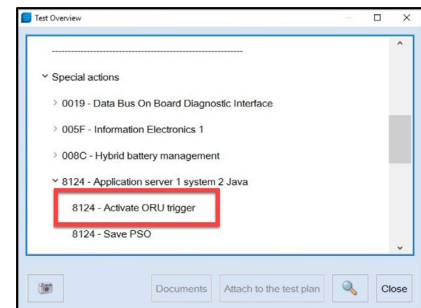 Test Overview
------------------------------------------------------------
Special actions
0019 - Data Bus On Board Diagnostic Interface
005F - Information Electronics 1
008C - Hybrid battery management
8124 - Application server 1 system 2 Java
8124 - Activate ORU trigger
8124 - Save PSO
Documents
Attach to the test plan
Close